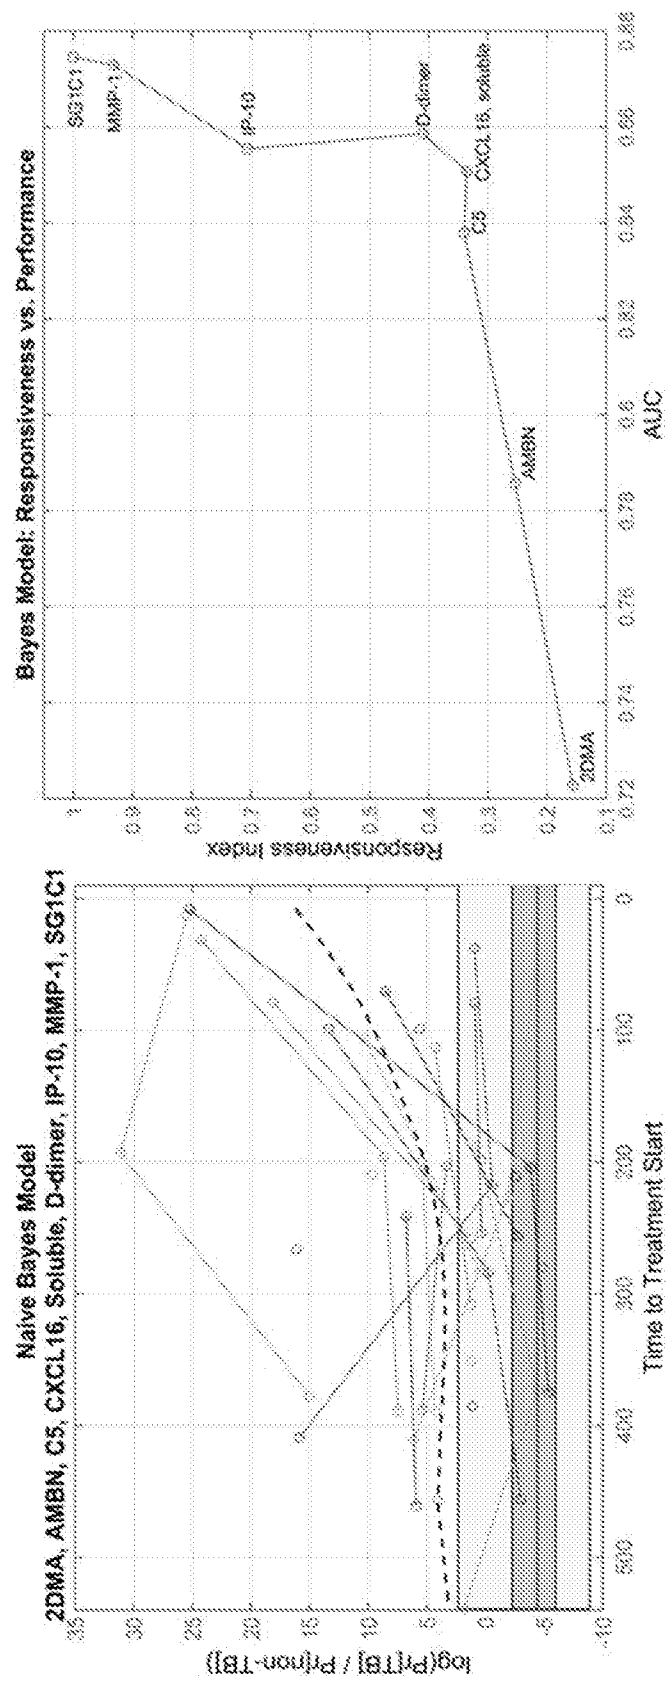 Naive Bayes Model
2DMA, AMBN, C5, CXCL16, Soluble, D-dimer, IP-10, MMP-1, SG1C1
log(Pr[TB] / Pr[non-TB])
35
30
25
20
15
10
5
0
-5
-10
500
400
300
200
100
0
Time to Treatment Start
Bayes Model: Responsiveness vs. Performance
Responsiveness Index
1
0.9
0.8
0.7
0.6
0.5
0.4
0.3
0.2
0.1
SG1C1
MMP-1
IP-10
D-dimer
CXCL16, soluble
C5
AMBN
2DMA
0.72
0.74
0.76
0.78
0.8
0.82
0.84
0.86
0.88
AUC